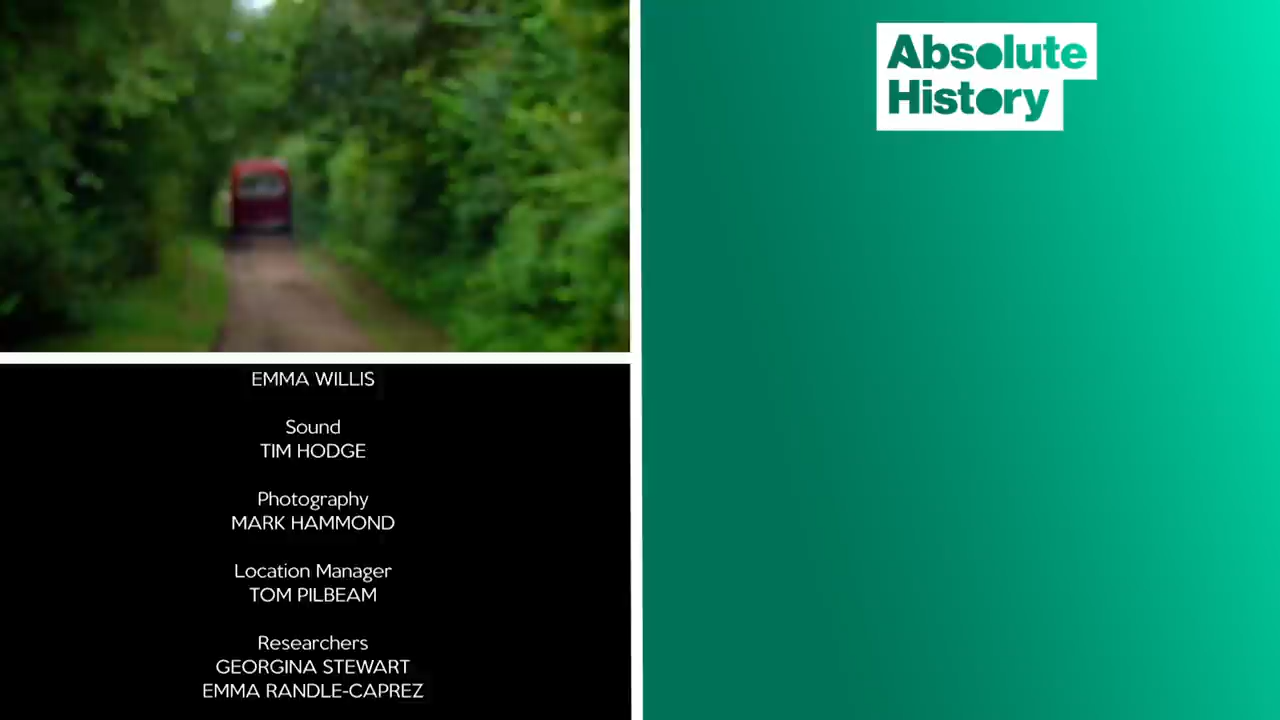 Absolute
History
EMMA WILLIS
Sound
TIM HODGE
Photography
MARK HAMMOND
Location Manager
TOM PILBEAM
Researchers
GEORGINA STEWART
EMMA RANDLE-CAPREZ